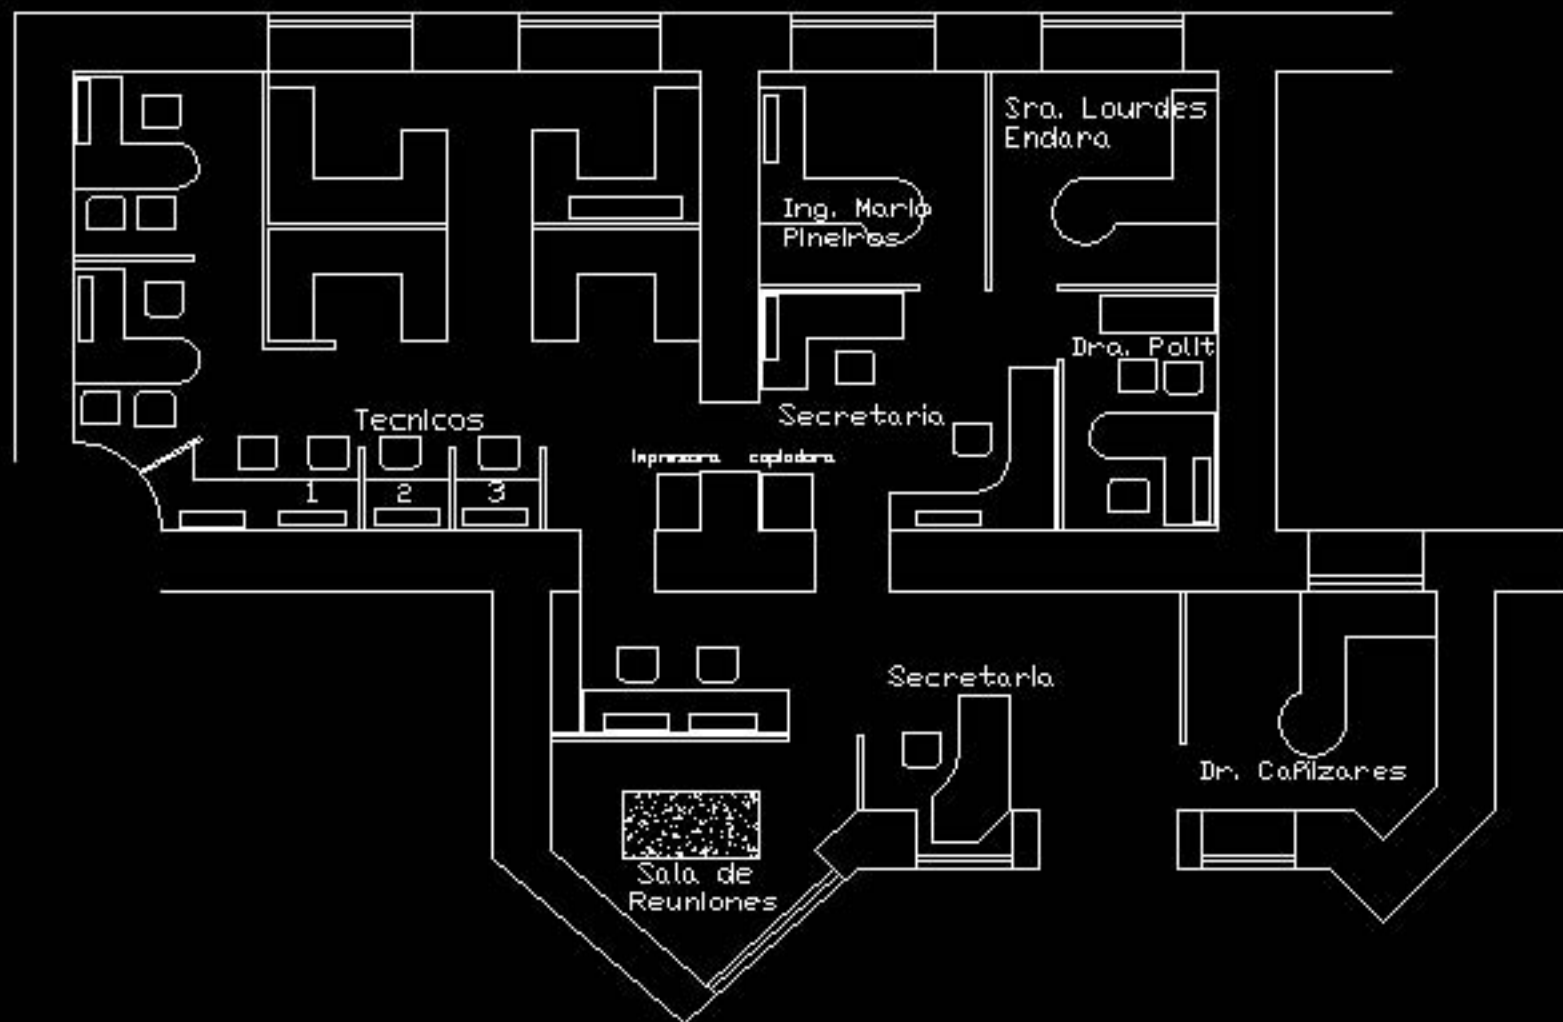 Sra. Lourdes
Endara
Ing. Mario
Pineiros
Dra. Polit
Tecnicos
Secretaria
Impresora copiadora
1 2 3
Secretaria
Dr. Cañizares
Sala de
Reuniones